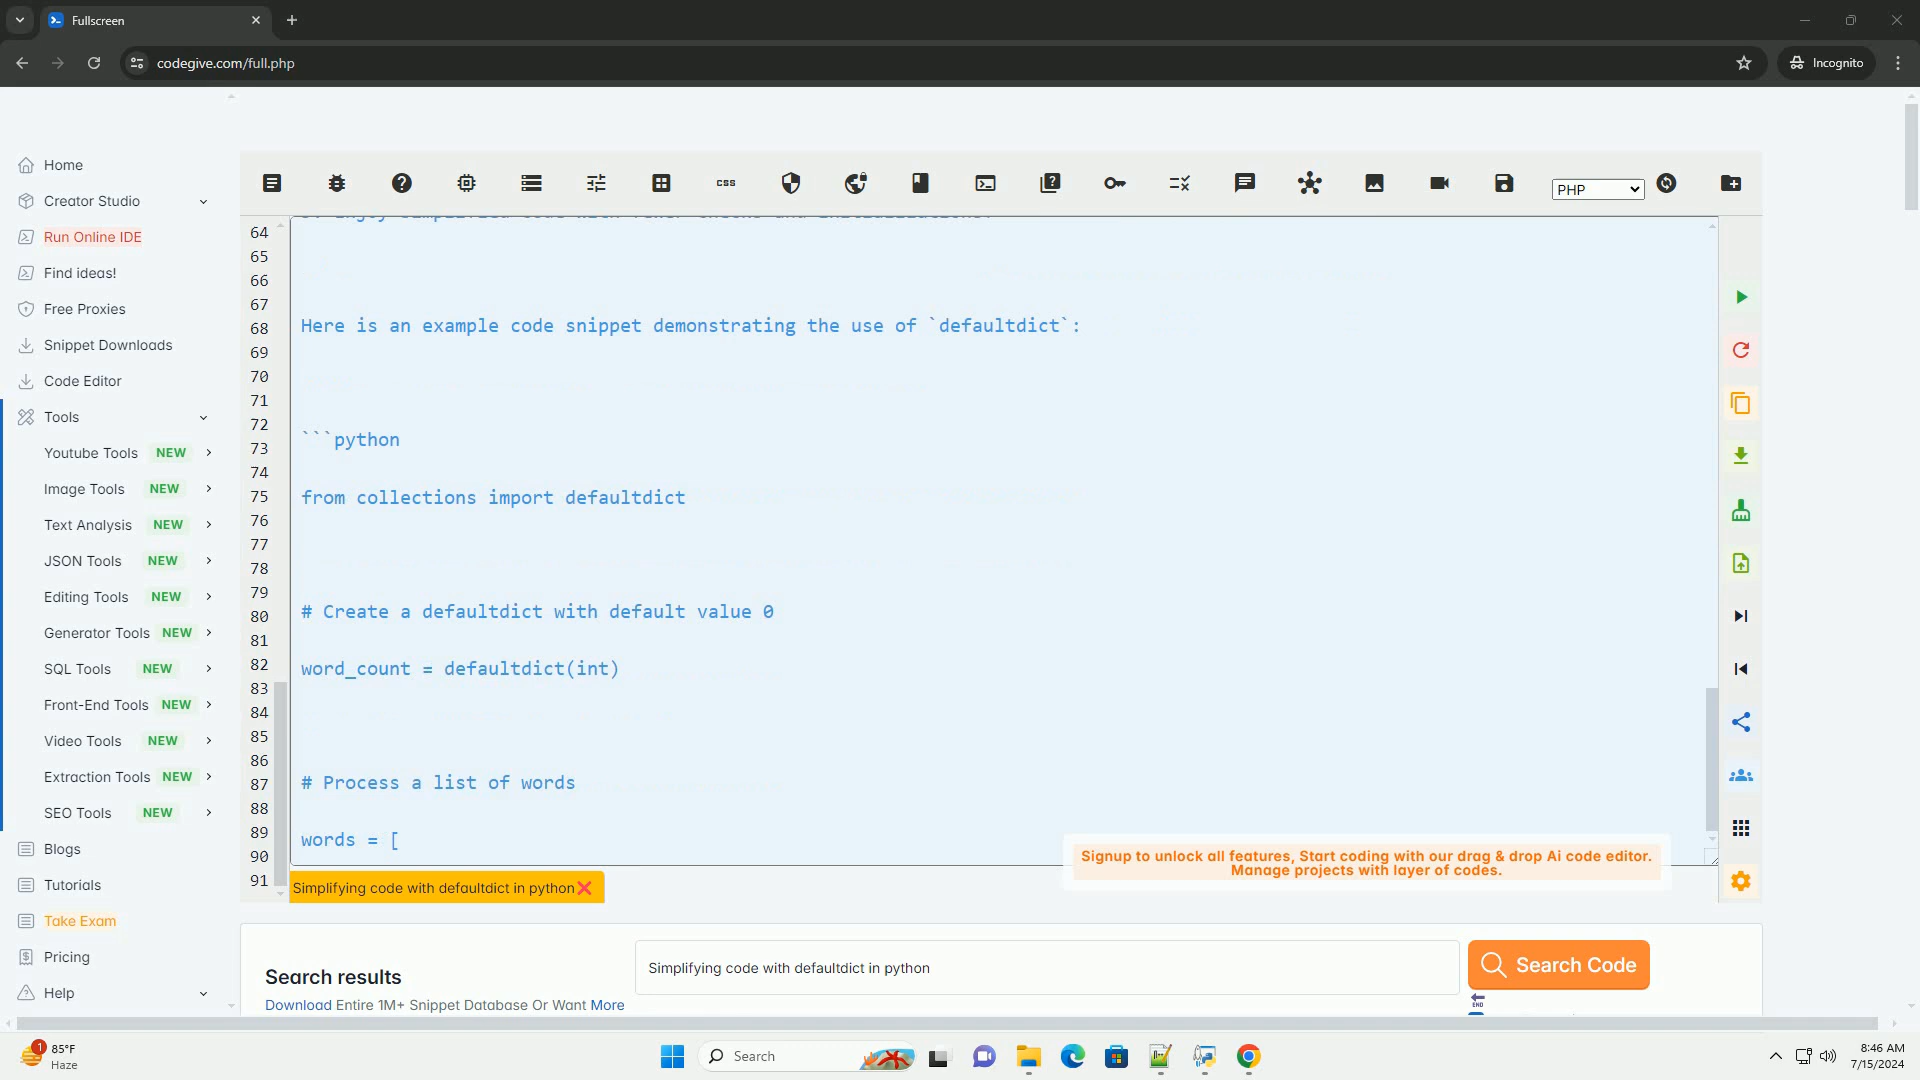 Fullscreen
codegive.com/full.php
Incognito
Home
Creator Studio
Run Online IDE
Find ideas!
Free Proxies
Snippet Downloads
Code Editor
Tools
Youtube Tools NEW
Image Tools NEW
Text Analysis NEW
JSON Tools NEW
Editing Tools NEW
Generator Tools NEW
SQL Tools NEW
Front-End Tools NEW
Video Tools NEW
Extraction Tools NEW
SEO Tools NEW
Blogs
Tutorials
Take Exam
Pricing
Help
css
PHP
64
65
66
67
68
69
70
71
72
73
74
75
76
77
78
79
80
81
82
83
84
85
86
87
88
89
90
91
Here is an example code snippet demonstrating the use of `defaultdict`:
```python
from collections import defaultdict
# Create a defaultdict with default value 0
word_count = defaultdict(int)
# Process a list of words
words = [
Signup to unlock all features, Start coding with our drag & drop Ai code editor.
Manage projects with layer of codes.
Simplifying code with defaultdict in python
Search results
Download Entire 1M+ Snippet Database Or Want More
Simplifying code with defaultdict in python
Search Code
END
1
85°F
Haze
Search
8:46 AM
7/15/2024